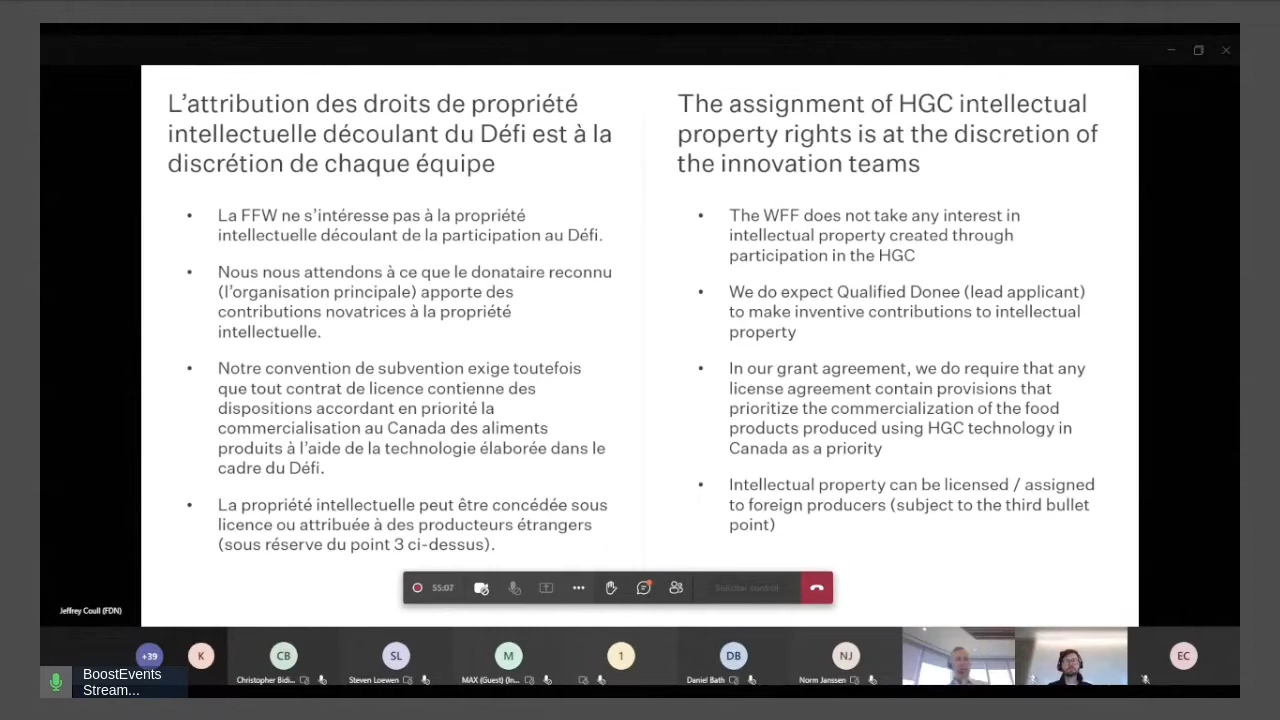 L'attribution des droits de propriété
intellectuelle découlant du Défi est à la
discrétion de chaque équipe
• La FFW ne s'intéresse pas à la propriété
intellectuelle découlant de la participation au Défi.
• Nous nous attendons à ce que le donataire reconnu
(l'organisation principale) apporte des
contributions novatrices à la propriété
intellectuelle.
• Notre convention de subvention exige toutefois
que tout contrat de licence contienne des
dispositions accordant en priorité la
commercialisation au Canada des aliments
produits à l'aide de la technologie élaborée dans le
cadre du Défi.
• La propriété intellectuelle peut être concédée sous
licence ou attribuée à des producteurs étrangers
(sous réserve du point 3 ci-dessus).
The assignment of HGC intellectual
property rights is at the discretion of
the innovation teams
• The WFF does not take any interest in
intellectual property created through
participation in the HGC
• We do expect Qualified Donee (lead applicant)
to make inventive contributions to intellectual
property
• In our grant agreement, we do require that any
license agreement contain provisions that
prioritize the commercialization of the food
products produced using HGC technology in
Canada as a priority
• Intellectual property can be licensed / assigned
to foreign producers (subject to the third bullet
point)
55:07
Solicitar control
Jeffrey Coull (FDN)
+39
K
CB
SL
M
1
DB
NJ
EC
Christopher Bidi...
Steven Loewen
MAX (Guest) (In...
Daniel Bath
Norm Janssen
BoostEvents
Stream...